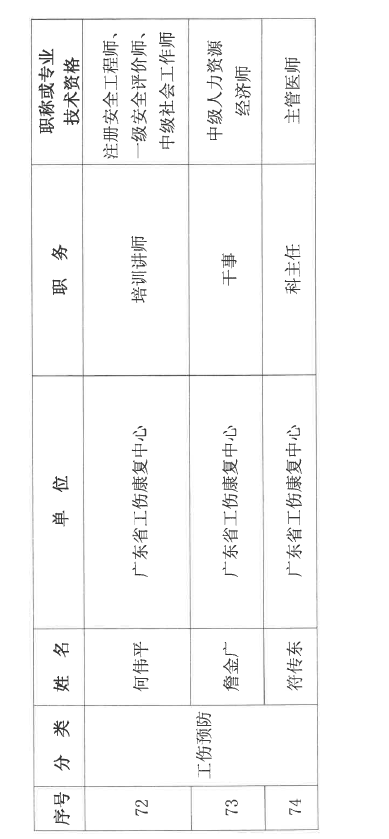 序号 分 类 姓 名 单 位 职 务 职称或专业
技术资格
72 工伤预防 何伟平 广东省工伤康复中心 培训讲师 注册安全工程师、
一级安全评价师、
中级社会工作师
73 詹金广 广东省工伤康复中心 干事 中级人力资源
经济师
74 符传东 广东省工伤康复中心 科主任 主管医师